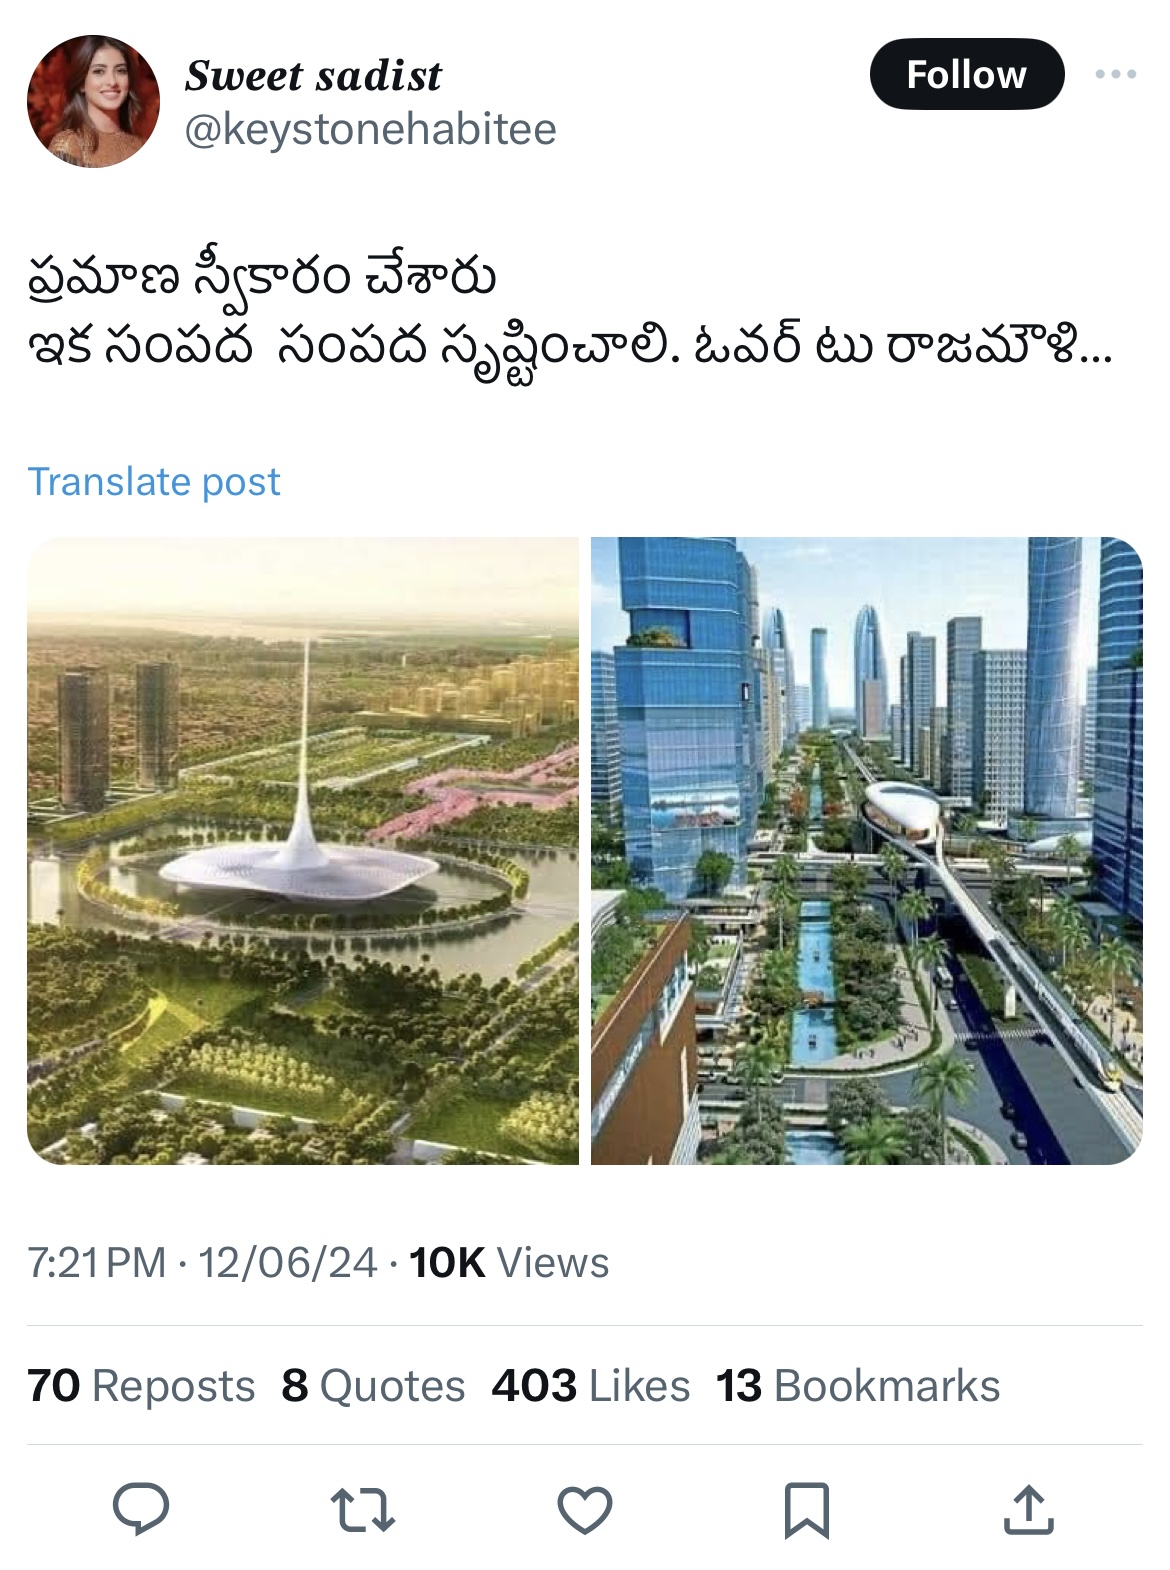 Sweet sadist
@keystonehabitee
Follow
ప్రమాణ స్వీకారం చేశారు
ఇక సంపద  సంపద సృష్టించాలి. ఓవర్ టు రాజమౌళి...
Translate post
7:21 PM · 12/06/24 · 10K Views
70 Reposts 8 Quotes 403 Likes 13 Bookmarks